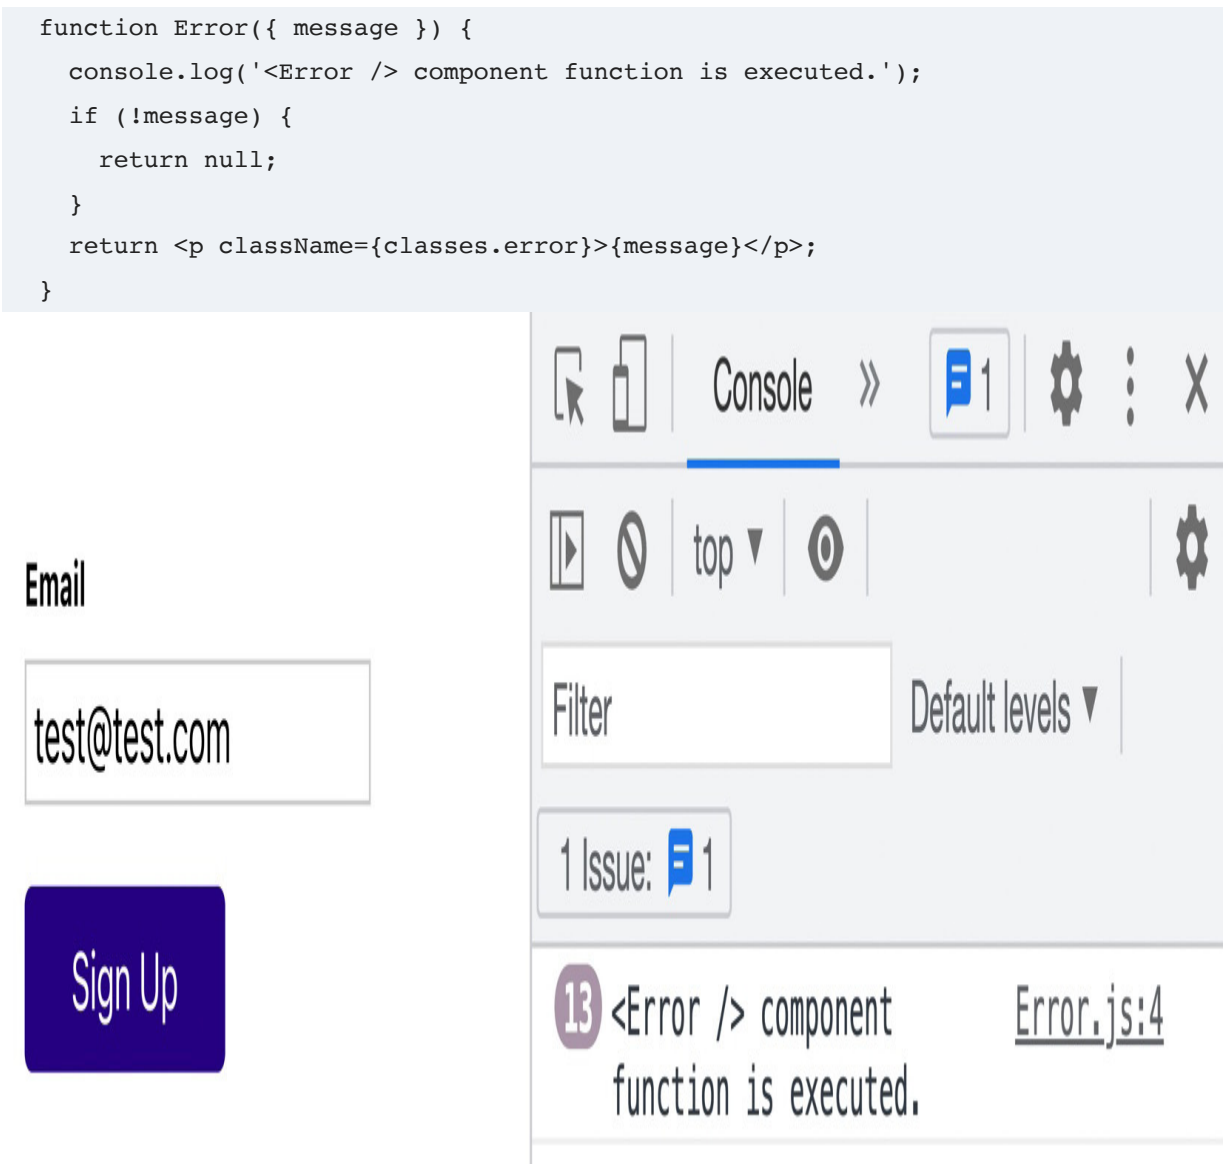 function Error({ message }) {
  console.log('<Error /> component function is executed.');
  if (!message) {
    return null;
  }
  return <p className={classes.error}>{message}</p>;
}
Console » 1
top ▼
Email
test@test.com
Filter Default levels ▼
1 Issue: 1
Sign Up
13 <Error /> component Error.js:4
function is executed.